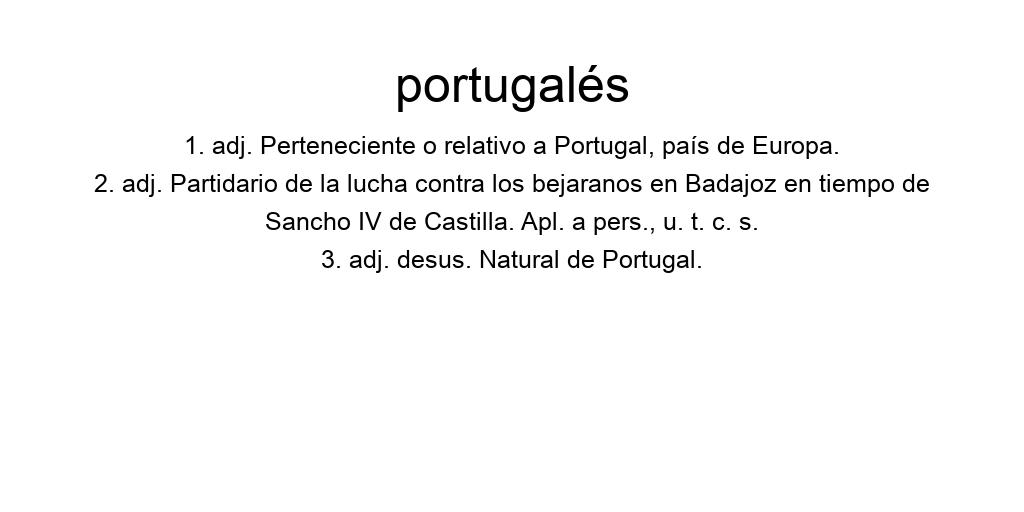 portugalés
1. adj. Perteneciente o relativo a Portugal, país de Europa.
2. adj. Partidario de la lucha contra los bejaranos en Badajoz en tiempo de
Sancho IV de Castilla. Apl. a pers., u. t. c. s.
3. adj. desus. Natural de Portugal.